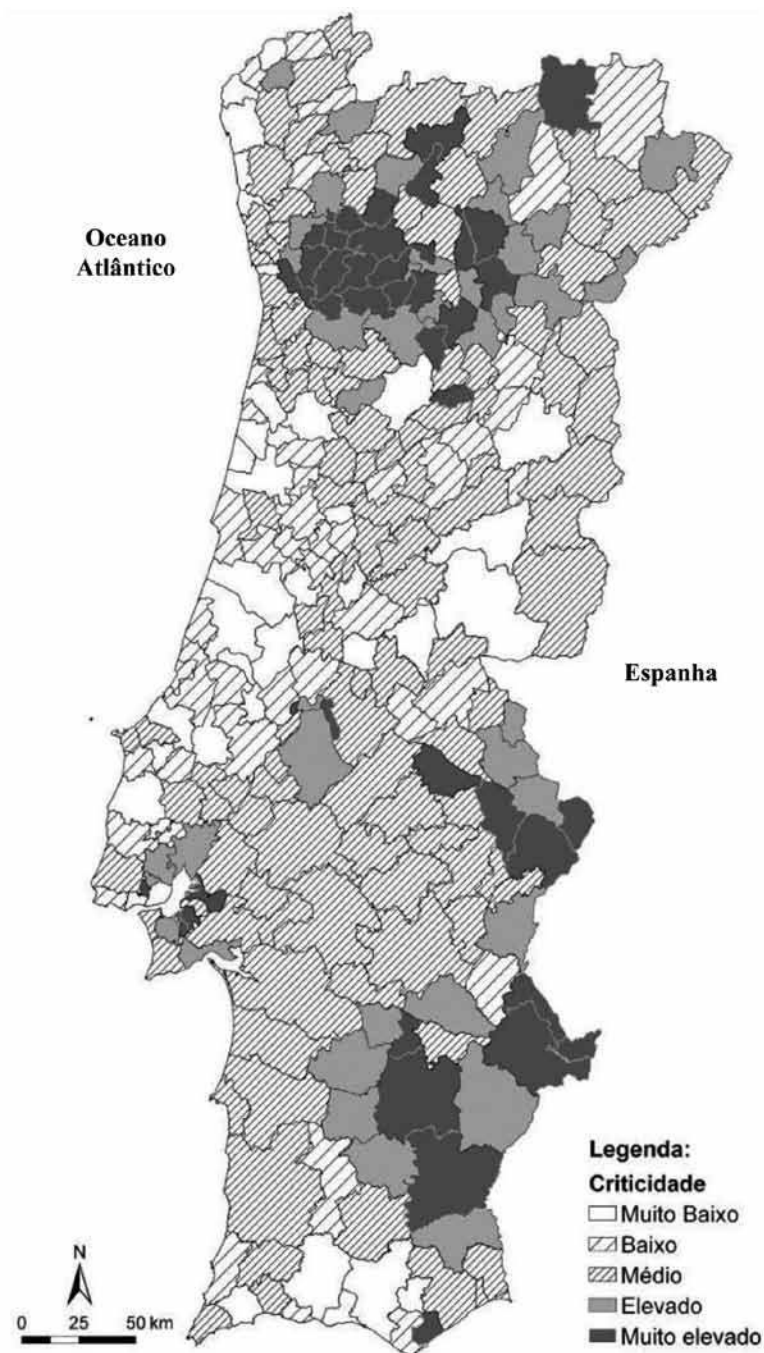 Oceano
Atlântico
Espanha
Legenda:
Criticidade
Muito Baixo
Baixo
Médio
Elevado
Muito elevado
N
0 25 50 km